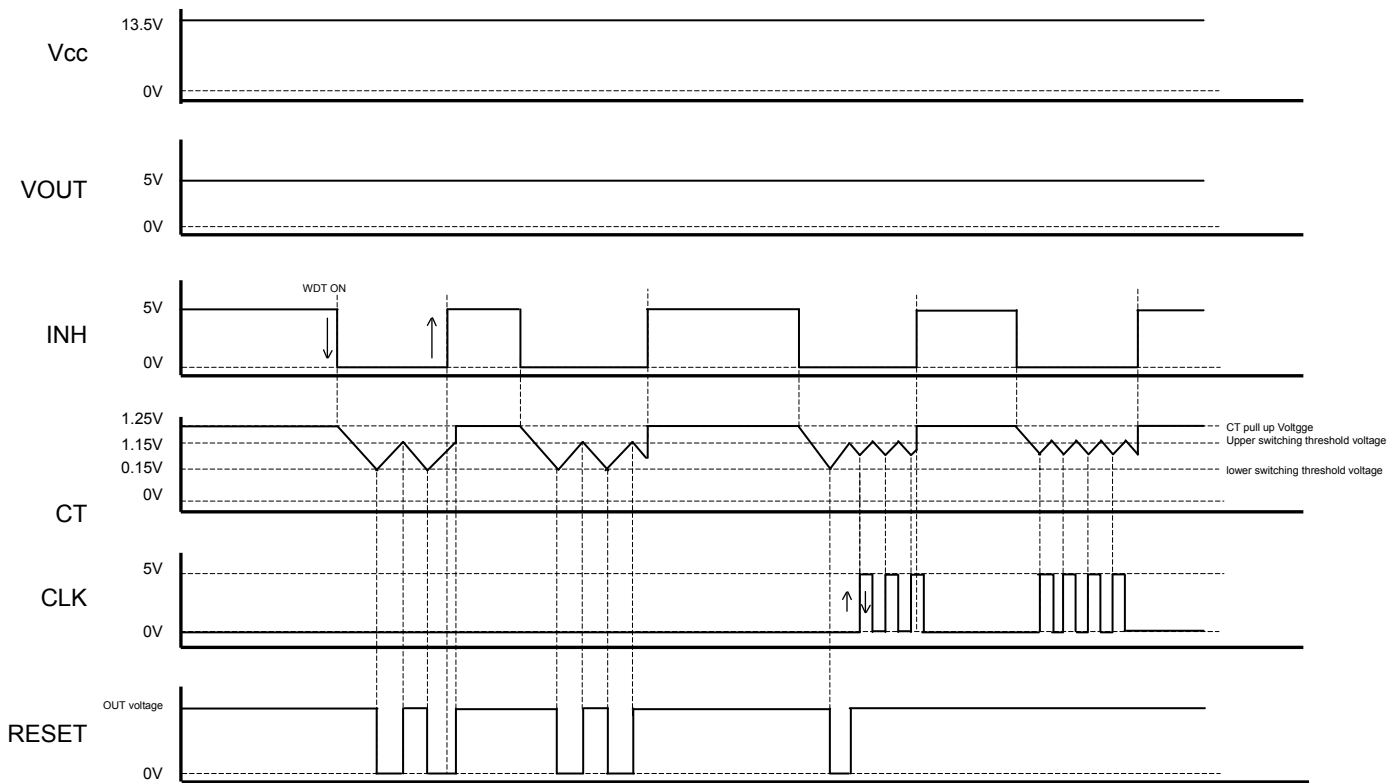 13.5V
Vcc
0V
VOUT
5V
0V
WDT ON
5V
INH
0V
1.25V
CT pull up Voltgge
1.15V
Upper switching threshold voltage
0.15V
lower switching threshold voltage
0V
CT
5V
CLK
0V
OUT voltage
RESET
0V